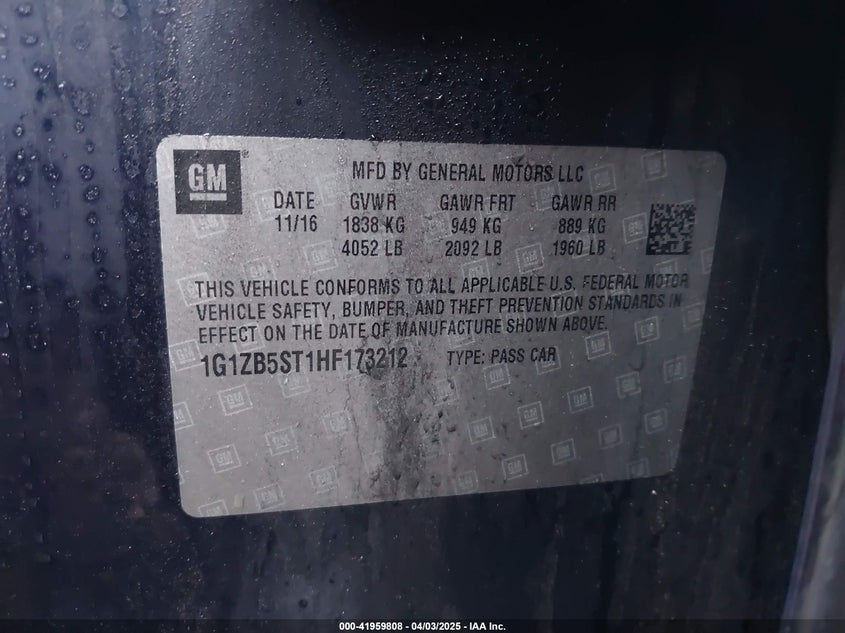 GM
MFD BY GENERAL MOTORS LLC
DATE GVWR GAWR FRT GAWR RR
11/16 1838 KG 949 KG 889 KG
4052 LB 2092 LB 1960 LB
THIS VEHICLE CONFORMS TO ALL APPLICABLE U.S. FEDERAL MOTOR
VEHICLE SAFETY, BUMPER, AND THEFT PREVENTION STANDARDS IN
EFFECT ON THE DATE OF MANUFACTURE SHOWN ABOVE.
1G1ZB5ST1HF173212 TYPE: PASS CAR
000-41959808 - 04/03/2025 - IAA Inc.